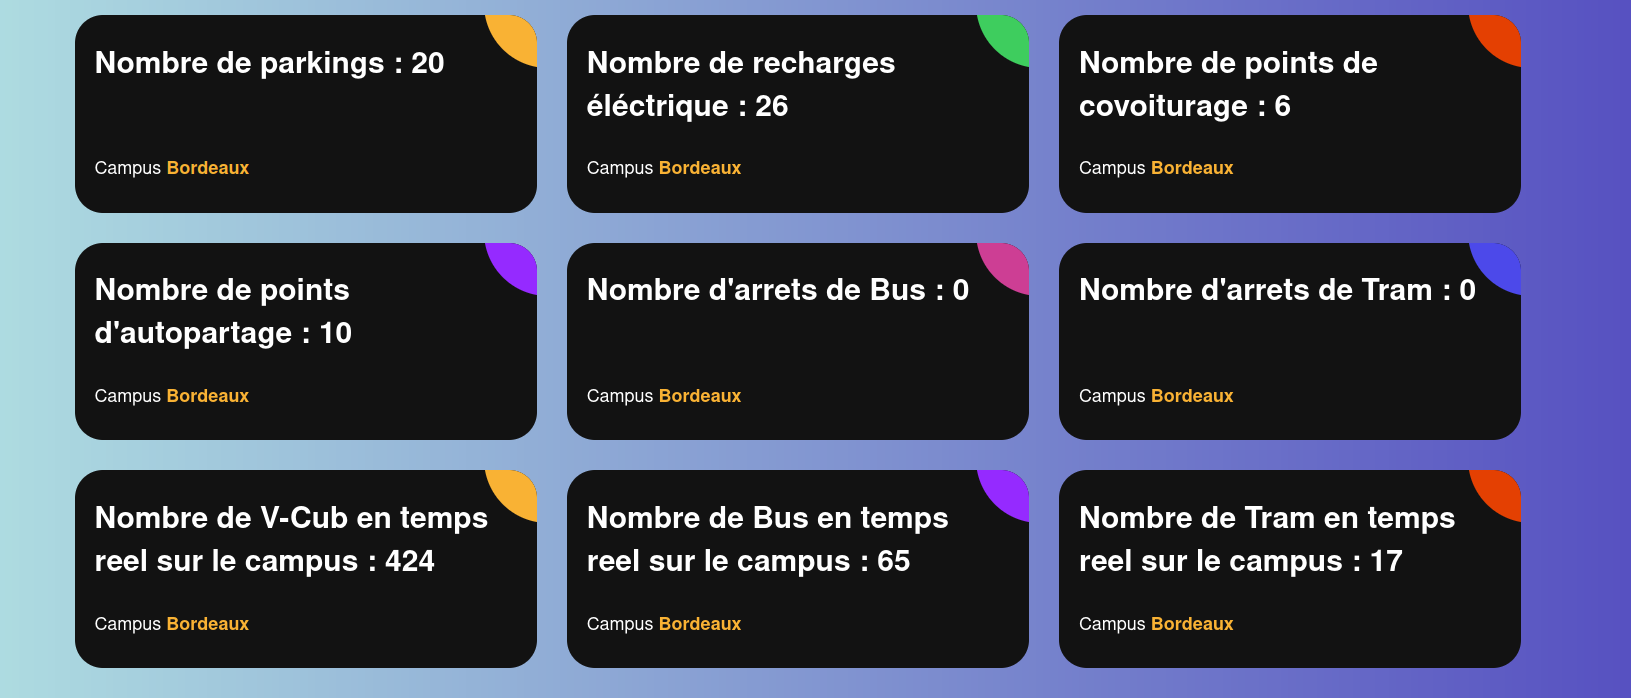 Nombre de parkings : 20
Campus Bordeaux
Nombre de recharges
éléctrique : 26
Campus Bordeaux
Nombre de points de
covoiturage : 6
Campus Bordeaux
Nombre de points
d'autopartage : 10
Campus Bordeaux
Nombre d'arrets de Bus : 0
Campus Bordeaux
Nombre d'arrets de Tram : 0
Campus Bordeaux
Nombre de V-Cub en temps
reel sur le campus : 424
Campus Bordeaux
Nombre de Bus en temps
reel sur le campus : 65
Campus Bordeaux
Nombre de Tram en temps
reel sur le campus : 17
Campus Bordeaux